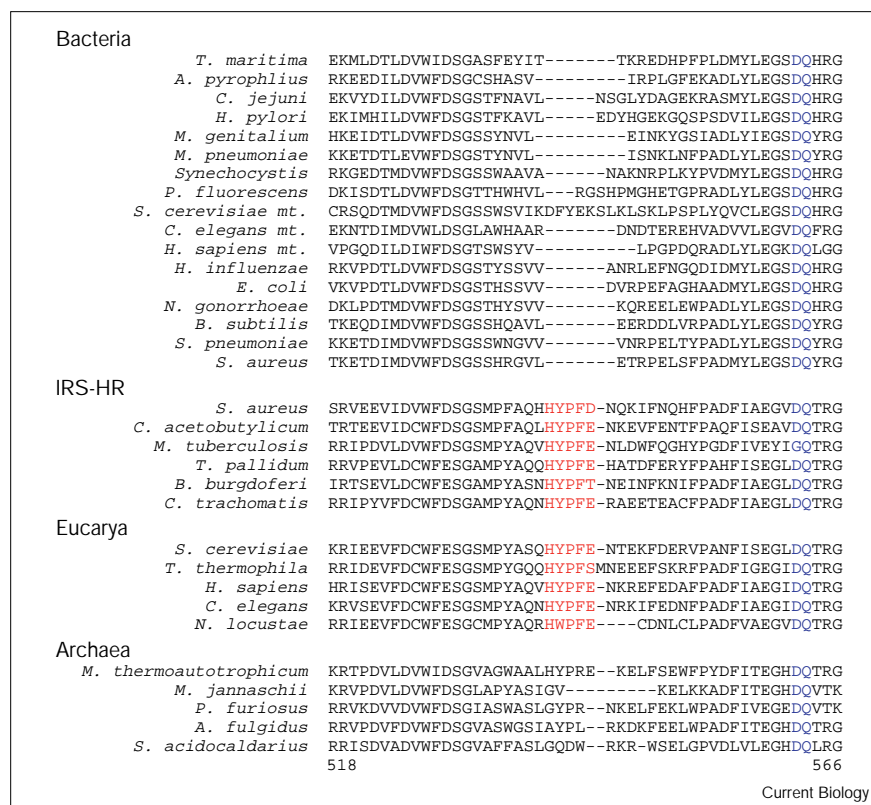 Bacteria
T. maritima EKMLDTLDVWIDSGASFEYIT-------TKREDHPFPLDMYLEGSDQHRG
A. pyrophlius RKEEDILDVWFDSGCSHASV--------IRPLGFEKADLYLEGSDQHRG
C. jejuni EKVYDILDVWFDSGSTFNAVL-----NSGLYDAGEKRASMYLEGSDQHRG
H. pylori EKIMHILDVWFDSGSTFKAVL-----EDYHGEKGQSPSDVILEGSDQHRG
M. genitalium HKEIDTLDVWFDSGSSYNVL---------EINKYGSIADLYIEGSDQYRG
M. pneumoniae KKETDTLEVWFDSGSTYNVL---------ISNKLNFPADLYLEGSDQYRG
Synechocystis RKGEDTMDVWFDSGSSWAAVA------NAKNRPLKYPVDMYLEGSDQHRG
P. fluorescens DKISDTLDVWFDSGTTHWHVL---RGSHPMGHETGPRADLYLEGSDQHRG
S. cerevisiae mt. CRSQDTMDVWFDSGSSWSVIKDFYEKSLKLSKLPSPLYQVCLEGSDQHRG
C. elegans mt. EKNTDIMDVWLDSGLAWHAAR-------DNDTEREHVADVVLEGVDQFRG
H. sapiens mt. VPGQDILDIWFDSGTSWSYV---------LPGPDQRADLYLEGKDQLGG
H. influenzae RKVPDTLDVWFDSGSTYSSVV------ANRLEFNGQDIDMYLEGSDQHRG
E. coli VKVPDTLDVWFDSGSTHSSVV------DVRPEFAGHAADMYLEGSDQHRG
N. gonorrhoeae DKLPDTMDVWFDSGSTHYSVV-------KQREELEWPADLYLEGSDQHRG
B. subtilis TKEQDIMDVWFDSGSSHQAVL-------EERDDLVRPADLYLEGSDQYRG
S. pneumoniae KKETDIMDVWFDSGSSWNGVV-------VNRPELTYPADLYLEGSDQYRG
S. aureus TKETDIMDVWFDSGSSHRGVL-------ETRPELSFPADMYLEGSDQYRG
IRS-HR
S. aureus SRVEEVIDVWFDSGSMPFAQHHYPFD-NQKIFNQHFPADFIAEGVDQTRG
C. acetobutylicum TRTEEVIDVWFDSGSMPFAQLHYPFE-NKEVFENTFPAQFISEAVDQTRG
M. tuberculosis RRIPDVLDVWFDSGSMPYAQVHYPFE-NLDWFQGHYPGDFIVEYIGQTRG
T. pallidum RRVPEVLDCWFESGAMPYAQQHYPFE-HATDFERYFPAHFISEGLDQTRG
B. burgdoferi IRTSEVLDCWFESGAMPYASNHYPFT-NEINFKNIFPADFIAEGLDQTRG
C. trachomatis RRIPYVFDCWFDSGAMPYAQNHYPFE-RAEETEACFPADFIAEGLDQTRG
Eucarya
S. cerevisiae KRIEEVFDCWFESGSMPYASQHYPFE-NTEKFDERVPANFISEGLDQTRG
T. thermophila RRIDEVFDCWFESGSMPYGQQHYPFSMNEEEFSKRFPADFIGEGIDQTRG
H. sapiens HRISEVFDCWFESGSMPYAQVHYPFE-NKREFEDAFPADFIAEGIDQTRG
C. elegans KRVSEVFDCWFESGSMPYAQNHYPFE-NRKIFEDNFPADFIAEGIDQTRG
N. locustae RRIEEVFDCWFESGCMPYAQRHWPFE----CDNLCLPADFVAEGVDQTRG
Archaea
M. thermoautotrophicum KRTPDVLDVWIDSGVAGWAALHYPRE--KELFSEWFPYDFITEGHDQTRG
M. jannaschii KRVPDVLDVWFDSGLAPYASIGV---------KELKKADFITEGHDQVTK
P. furiosus RRVKDVVDVWFDSGIASWASLGYPR--NKELFEKLWPADFIVEGEDQVTK
A. fulgidus RRVPDVFDVWFDSGVASWGSIAYPL--RKDKFEELWPADFITEGHDQTRG
S. acidocaldarius RRISDVADVWFDSGVAFFASLGQDW--RKR-WSELGPVDLVLEGHDQLRG
518 566
Current Biology